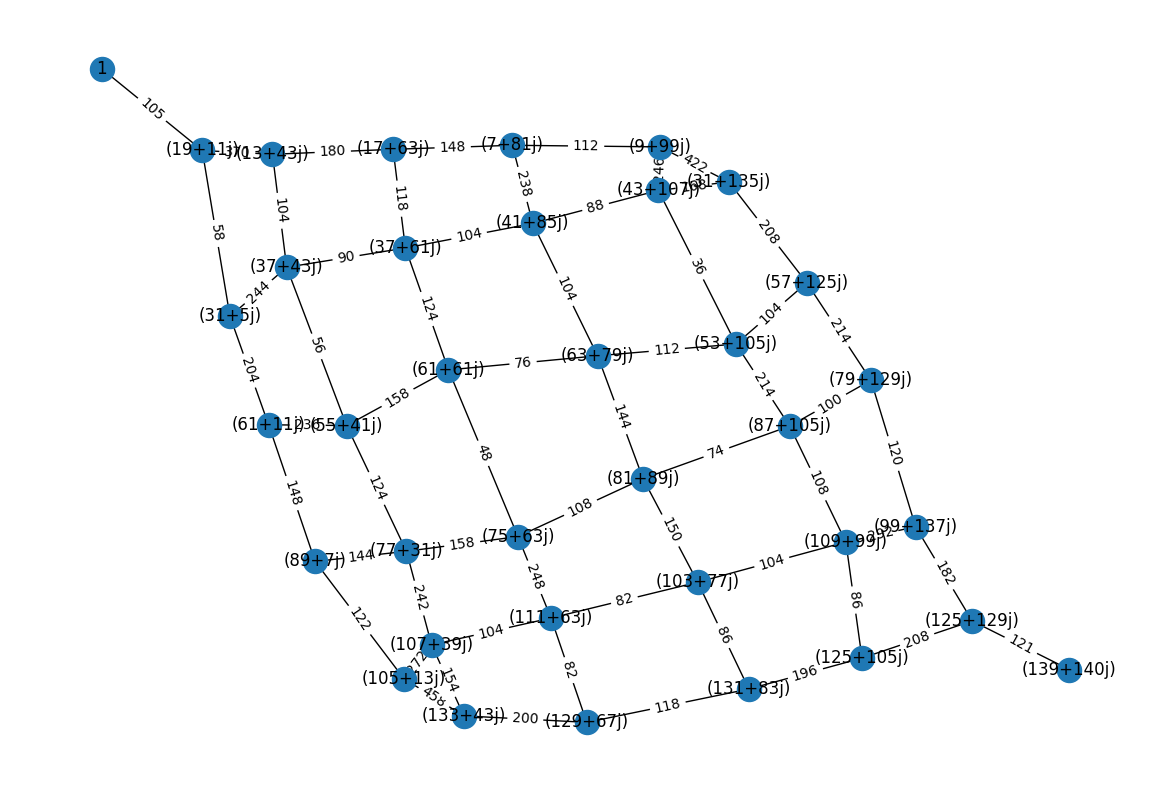 1
105
(19+11j)
(13+43j)
180
(17+63j)
148
(7+81j)
112
(9+99j)
422
(43+107j)
(31+135j)
58
104
118
238
88
208
(41+85j)
104
(37+61j)
90
(37+43j)
244
(31+5j)
36
(57+125j)
104
124
104
56
204
214
(53+105j)
112
(63+79j)
76
(61+61j)
158
(79+129j)
100
214
(61+11j)
(55+41j)
(87+105j)
144
48
74
120
(81+89j)
108
124
148
108
150
(75+63j)
158
(77+31j)
144
(89+7j)
(99+137j)
(109+99j)
104
(103+77j)
248
182
242
82
86
122
(111+63j)
104
(107+39j)
(125+129j)
208
121
86
(125+105j)
(139+140j)
196
(105+13j)
154
82
(131+83j)
118
(133+43j)
200
(129+67j)